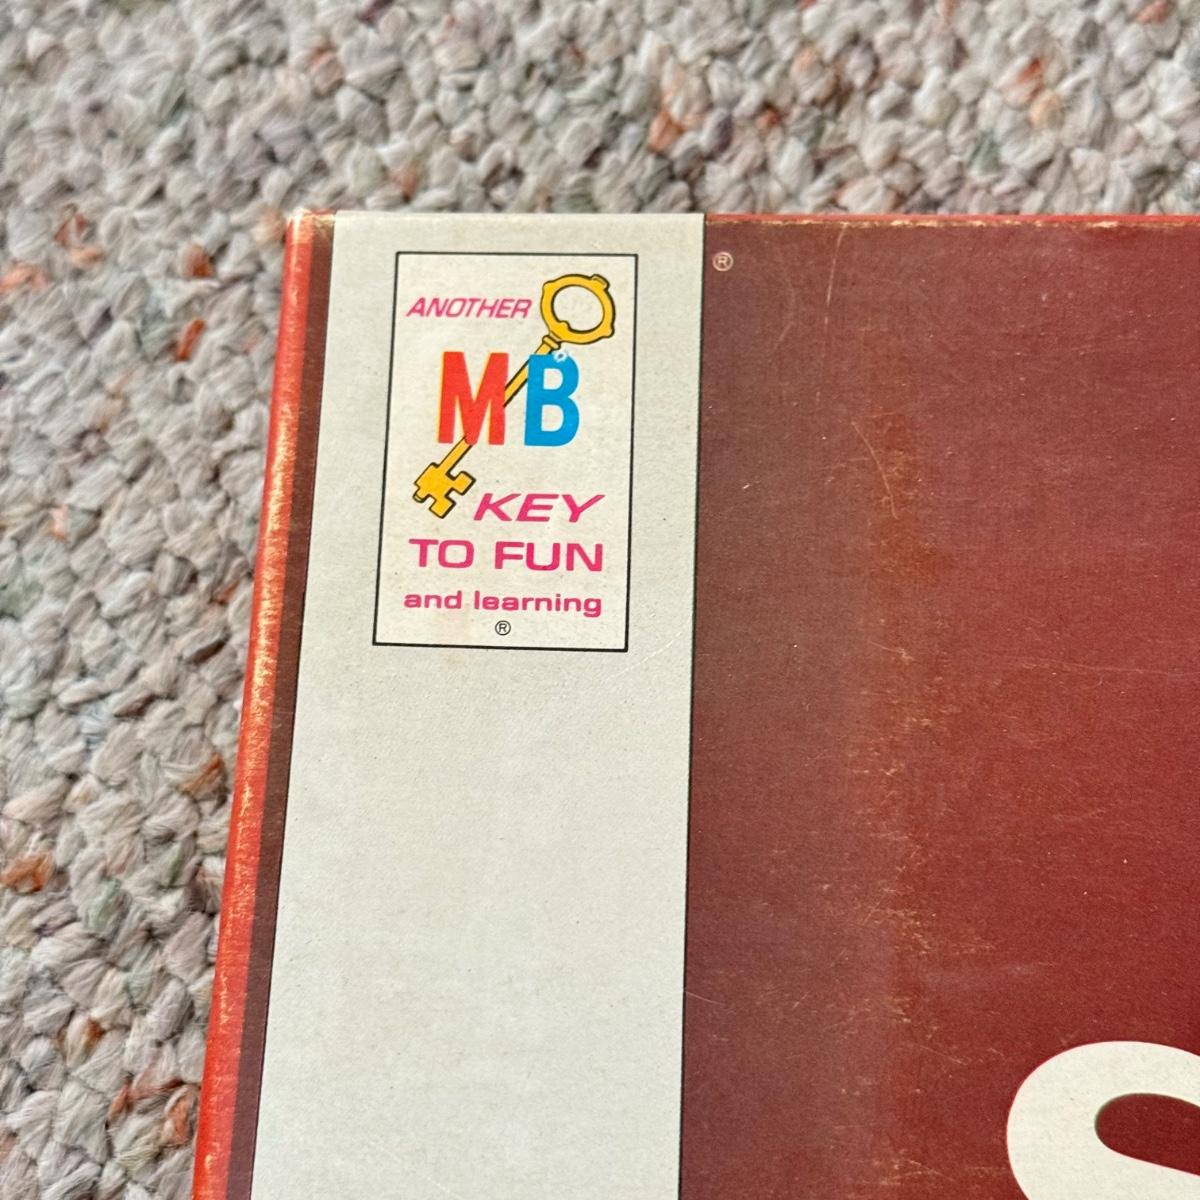 ANOTHER
MB
KEY
TO FUN
and learning
®
®
S